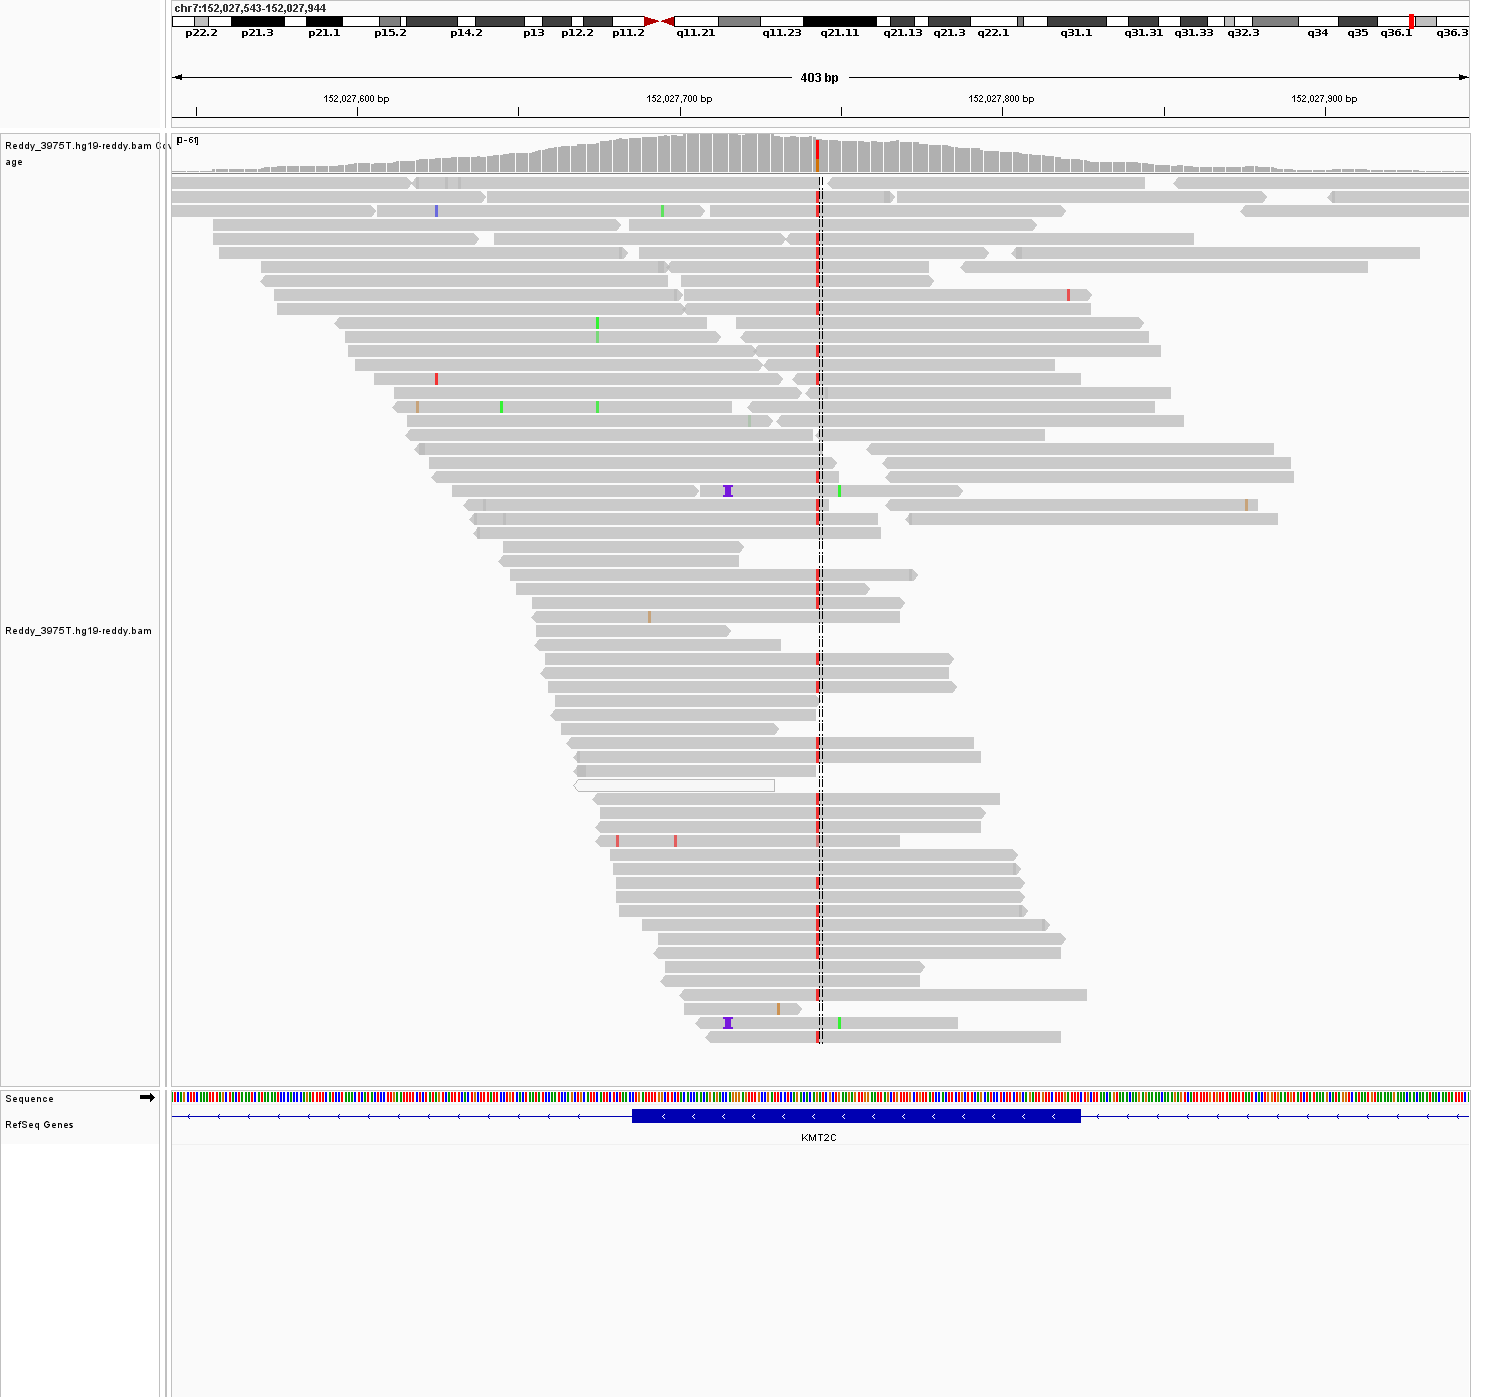 chr7:152,027,543-152,027,944
p22.2 p21.3 p21.1 p15.2 p14.2 p13 p12.2 p11.2 q11.21 q11.23 q21.11 q21.13 q21.3 q22.1 q31.1 q31.31 q31.33 q32.3 q34 q35 q36.1 q36.3
403 bp
152,027,600 bp 152,027,700 bp 152,027,800 bp 152,027,900 bp
[0-61]
Reddy_3975T.hg19-reddy.bam Cov
age
Reddy_3975T.hg19-reddy.bam
Sequence
RefSeq Genes
KMT2C